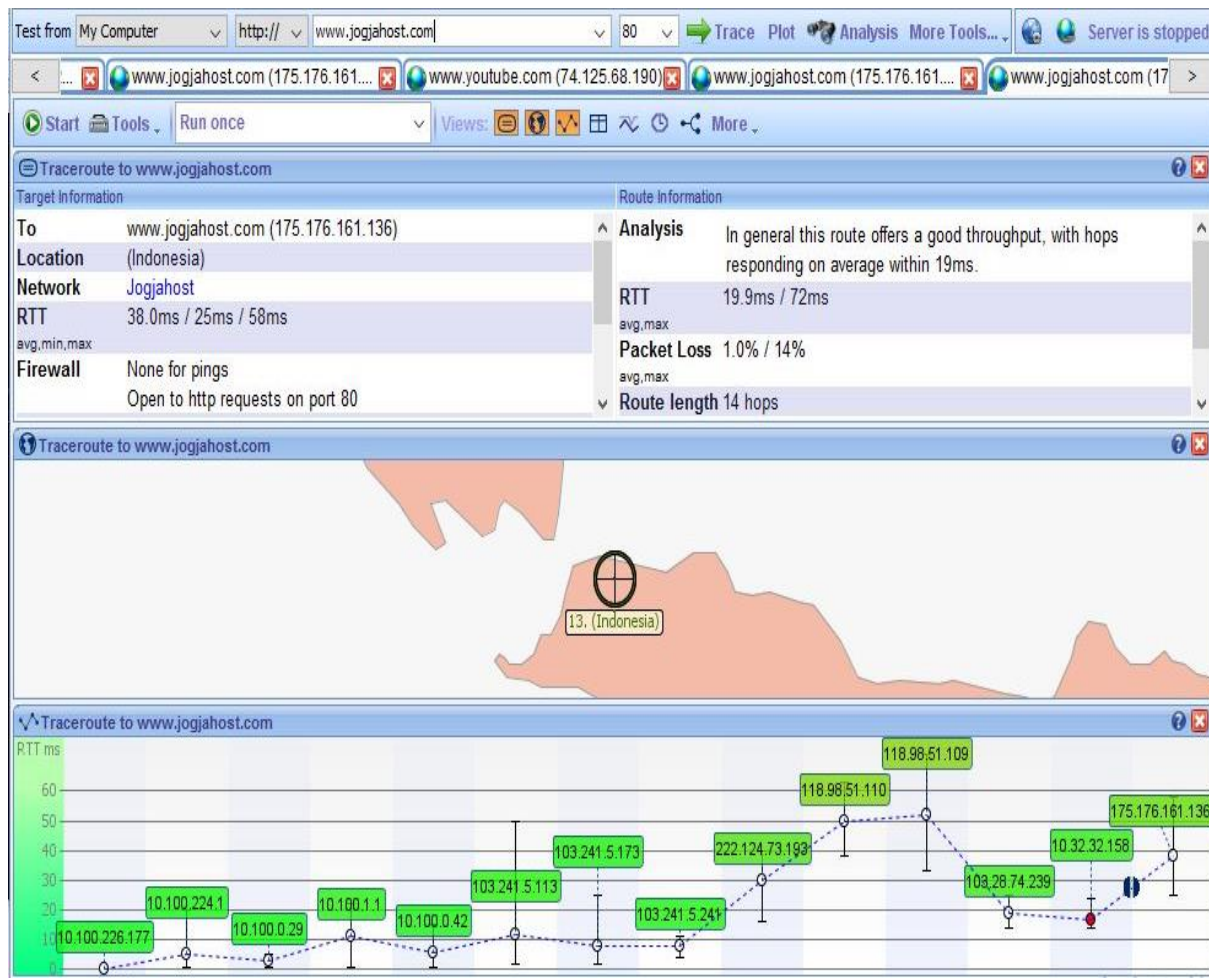 Test from My Computer http:// www.jogjahost.com 80 Trace Plot Analysis More Tools... Server is stopped
< ... www.jogjahost.com (175.176.161.... www.youtube.com (74.125.68.190) www.jogjahost.com (175.176.161.... www.jogjahost.com (17 >
Start Tools Run once Views: More
Traceroute to www.jogjahost.com
Target Information Route Information
To www.jogjahost.com (175.176.161.136)
Location (Indonesia)
Network Jogjahost
RTT 38.0ms / 25ms / 58ms
avg,min,max
Firewall None for pings
Open to http requests on port 80
Analysis In general this route offers a good throughput, with hops
responding on average within 19ms.
RTT 19.9ms / 72ms
avg,max
Packet Loss 1.0% / 14%
avg,max
Route length 14 hops
Traceroute to www.jogjahost.com
13. (Indonesia)
Traceroute to www.jogjahost.com
RTT ms
60
50
40
30
20
10
0
10.100.226.177
10.100.224.1
10.100.0.29
10.100.1.1
10.100.0.42
103.241.5.113
103.241.5.173
103.241.5.241
222.124.73.193
118.98.51.110
118.98.51.109
103.28.74.239
10.32.32.158
175.176.161.136